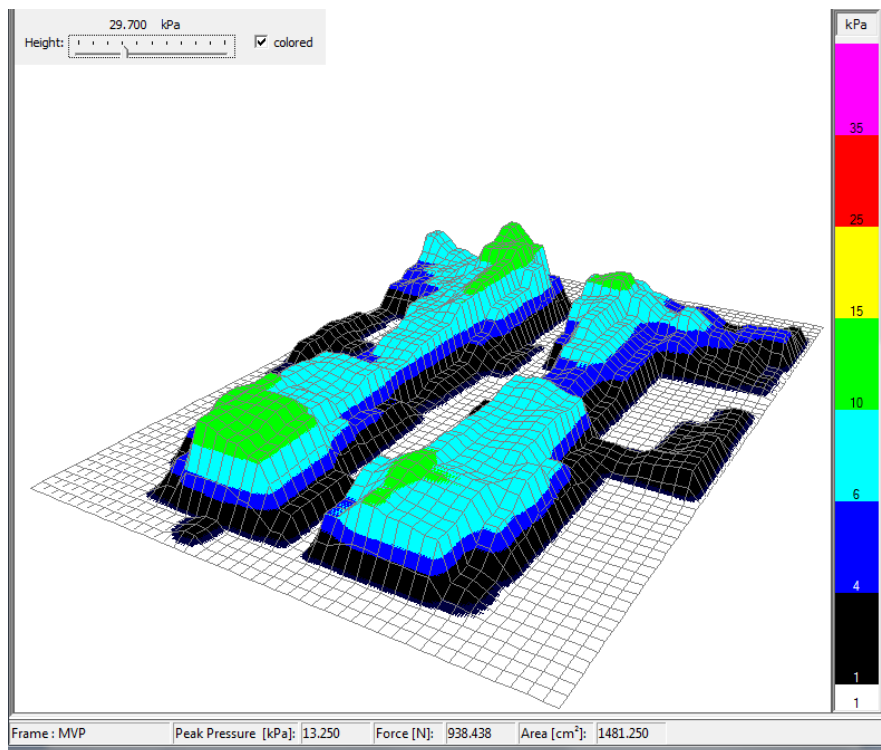 29.700 kPa
Height:
colored
kPa
35
25
15
10
6
4
1
1
Frame : MVP
Peak Pressure [kPa]: 13.250
Force [N]: 938.438
Area [cm²]: 1481.250